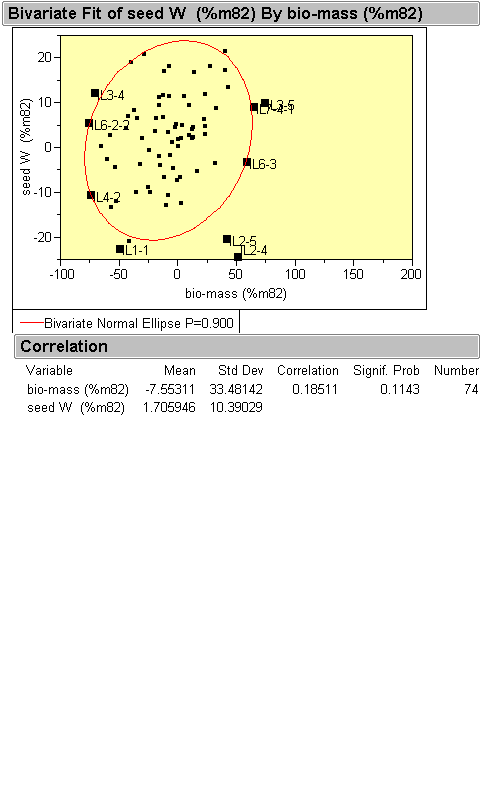 Bivariate Fit of seed W (%m82) By bio-mass (%m82)
seed W (%m82)
20
10
0
-10
-20
L3-4
L3-5
L7-4-1
L6-2-2
L6-3
L4-2
L2-5
L1-1
L2-4
-100 -50 0 50 100 150 200
bio-mass (%m82)
Bivariate Normal Ellipse P=0.900
Correlation
Variable Mean Std Dev Correlation Signif. Prob Number
bio-mass (%m82) -7.55311 33.48142 0.18511 0.1143 74
seed W (%m82) 1.705946 10.39029